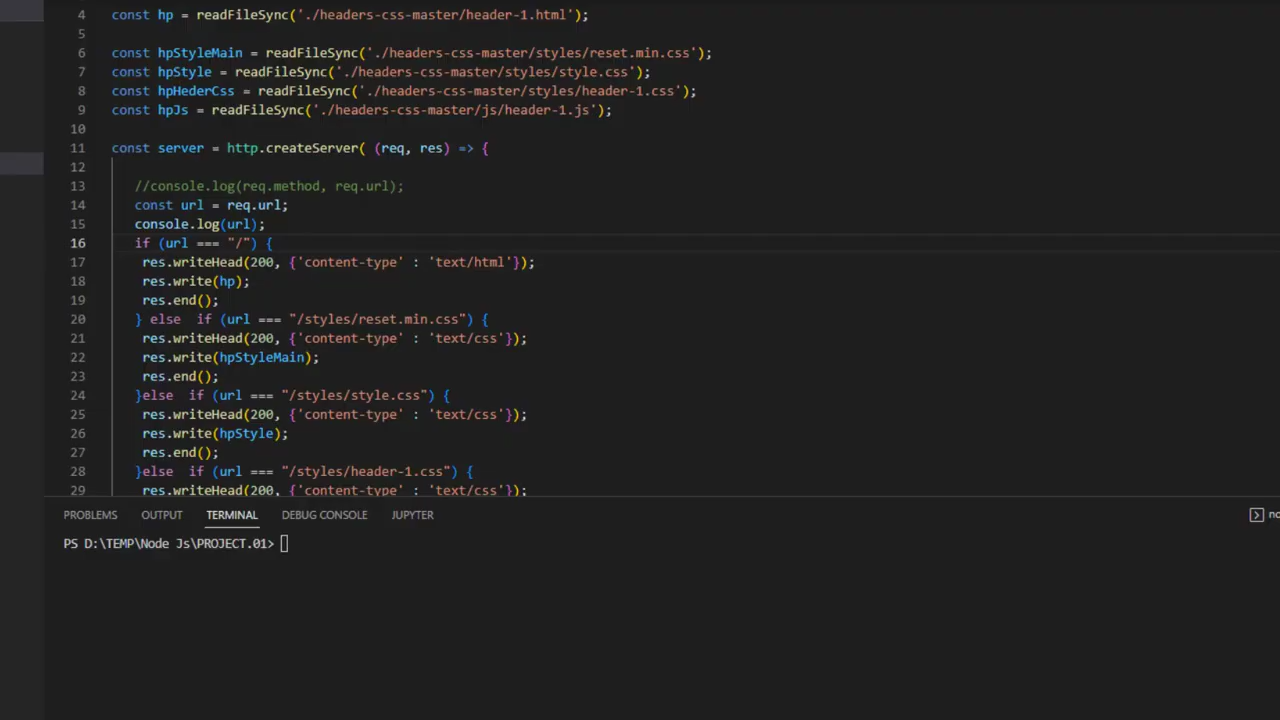 4 const hp = readFileSync('./headers-css-master/header-1.html');
5
6 const hpStyleMain = readFileSync('./headers-css-master/styles/reset.min.css');
7 const hpStyle = readFileSync('./headers-css-master/styles/style.css');
8 const hpHederCss = readFileSync('./headers-css-master/styles/header-1.css');
9 const hpJs = readFileSync('./headers-css-master/js/header-1.js');
10
11 const server = http.createServer( (req, res) => {
12
13 //console.log(req.method, req.url);
14 const url = req.url;
15 console.log(url);
16 if (url === "/") {
17 res.writeHead(200, {'content-type' : 'text/html'});
18 res.write(hp);
19 res.end();
20 } else  if (url === "/styles/reset.min.css") {
21 res.writeHead(200, {'content-type' : 'text/css'});
22 res.write(hpStyleMain);
23 res.end();
24 }else  if (url === "/styles/style.css") {
25 res.writeHead(200, {'content-type' : 'text/css'});
26 res.write(hpStyle);
27 res.end();
28 }else  if (url === "/styles/header-1.css") {
29 res.writeHead(200, {'content-type' : 'text/css'});
PROBLEMS OUTPUT TERMINAL DEBUG CONSOLE JUPYTER
PS D:\TEMP\Node Js\PROJECT.01>